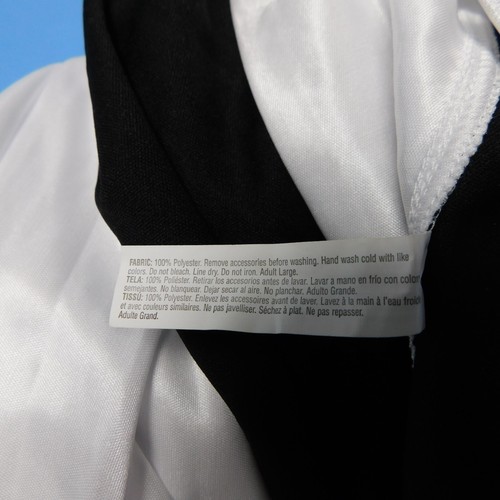 FABRIC: 100% Polyester. Remove accessories before washing. Hand wash cold with like
colors. Do not bleach. Line dry. Do not iron. Adult Large.
TELA: 100% Poliéster. Retirar los accesorios antes de lavar. Lavar a mano en frío con color
semejantes. No blanquear. Dejar secar al aire. No planchar. Adulto Grande.
TISSU: 100% Polyester. Enlevez les accessoires avant de laver. Lavez à la main à l'eau froide
et avec couleurs similaires. Ne pas javelliser. Séchez à plat. Ne pas repasser.
Adulte Grand.